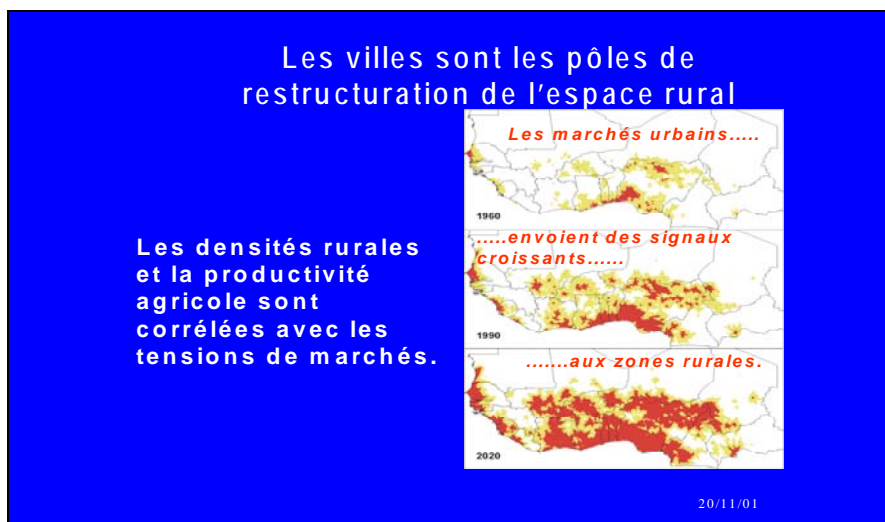 Les villes sont les pôles de
restructuration de l'espace rural
Les marchés urbains.....
1960
Les densités rurales
et la productivité
agricole sont
corrélées avec les
tensions de marchés.
.....envoient des signaux
croissants......
1990
.......aux zones rurales.
2020
20/11/01